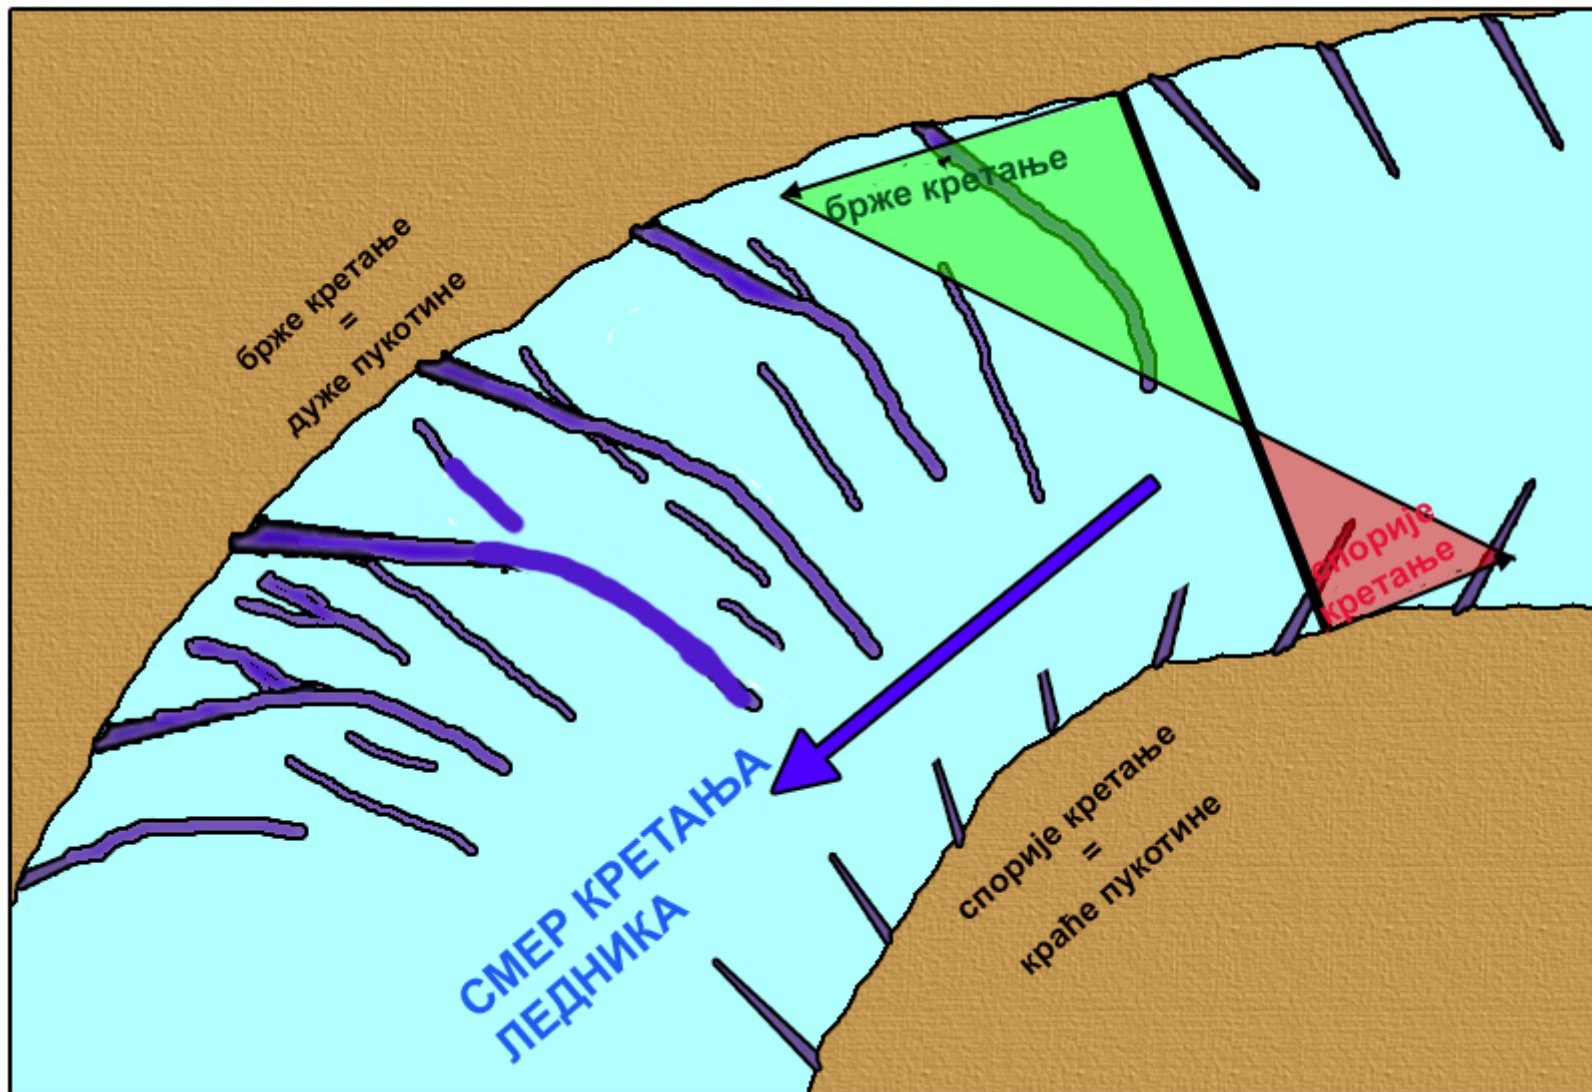 брже кретање
брже кретање
=
дуже пукотине
спорије
кретање
СМЕР КРЕТАЊА
ЛЕДНИКА
спорије кретање
=
краће пукотине